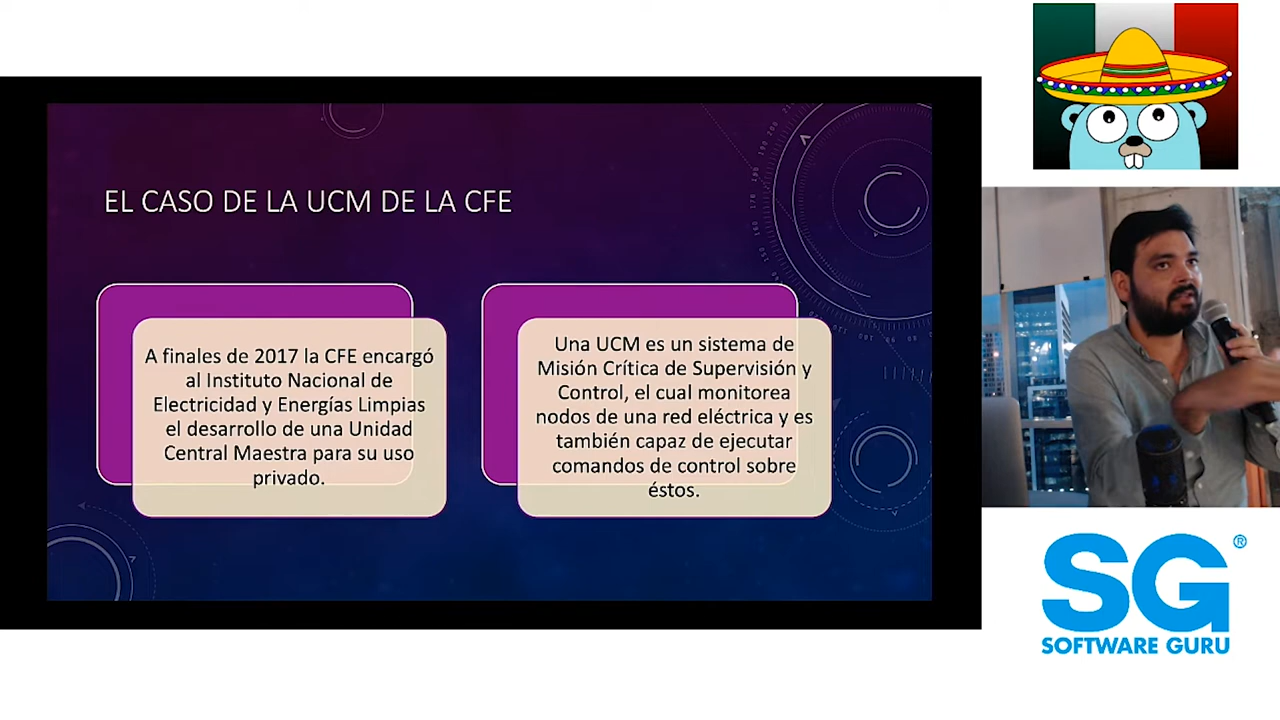 EL CASO DE LA UCM DE LA CFE
A finales de 2017 la CFE encargó
al Instituto Nacional de
Electricidad y Energías Limpias
el desarrollo de una Unidad
Central Maestra para su uso
privado.
Una UCM es un sistema de
Misión Crítica de Supervisión y
Control, el cual monitorea
nodos de una red eléctrica y es
también capaz de ejecutar
comandos de control sobre
éstos.
SG®
SOFTWARE GURU